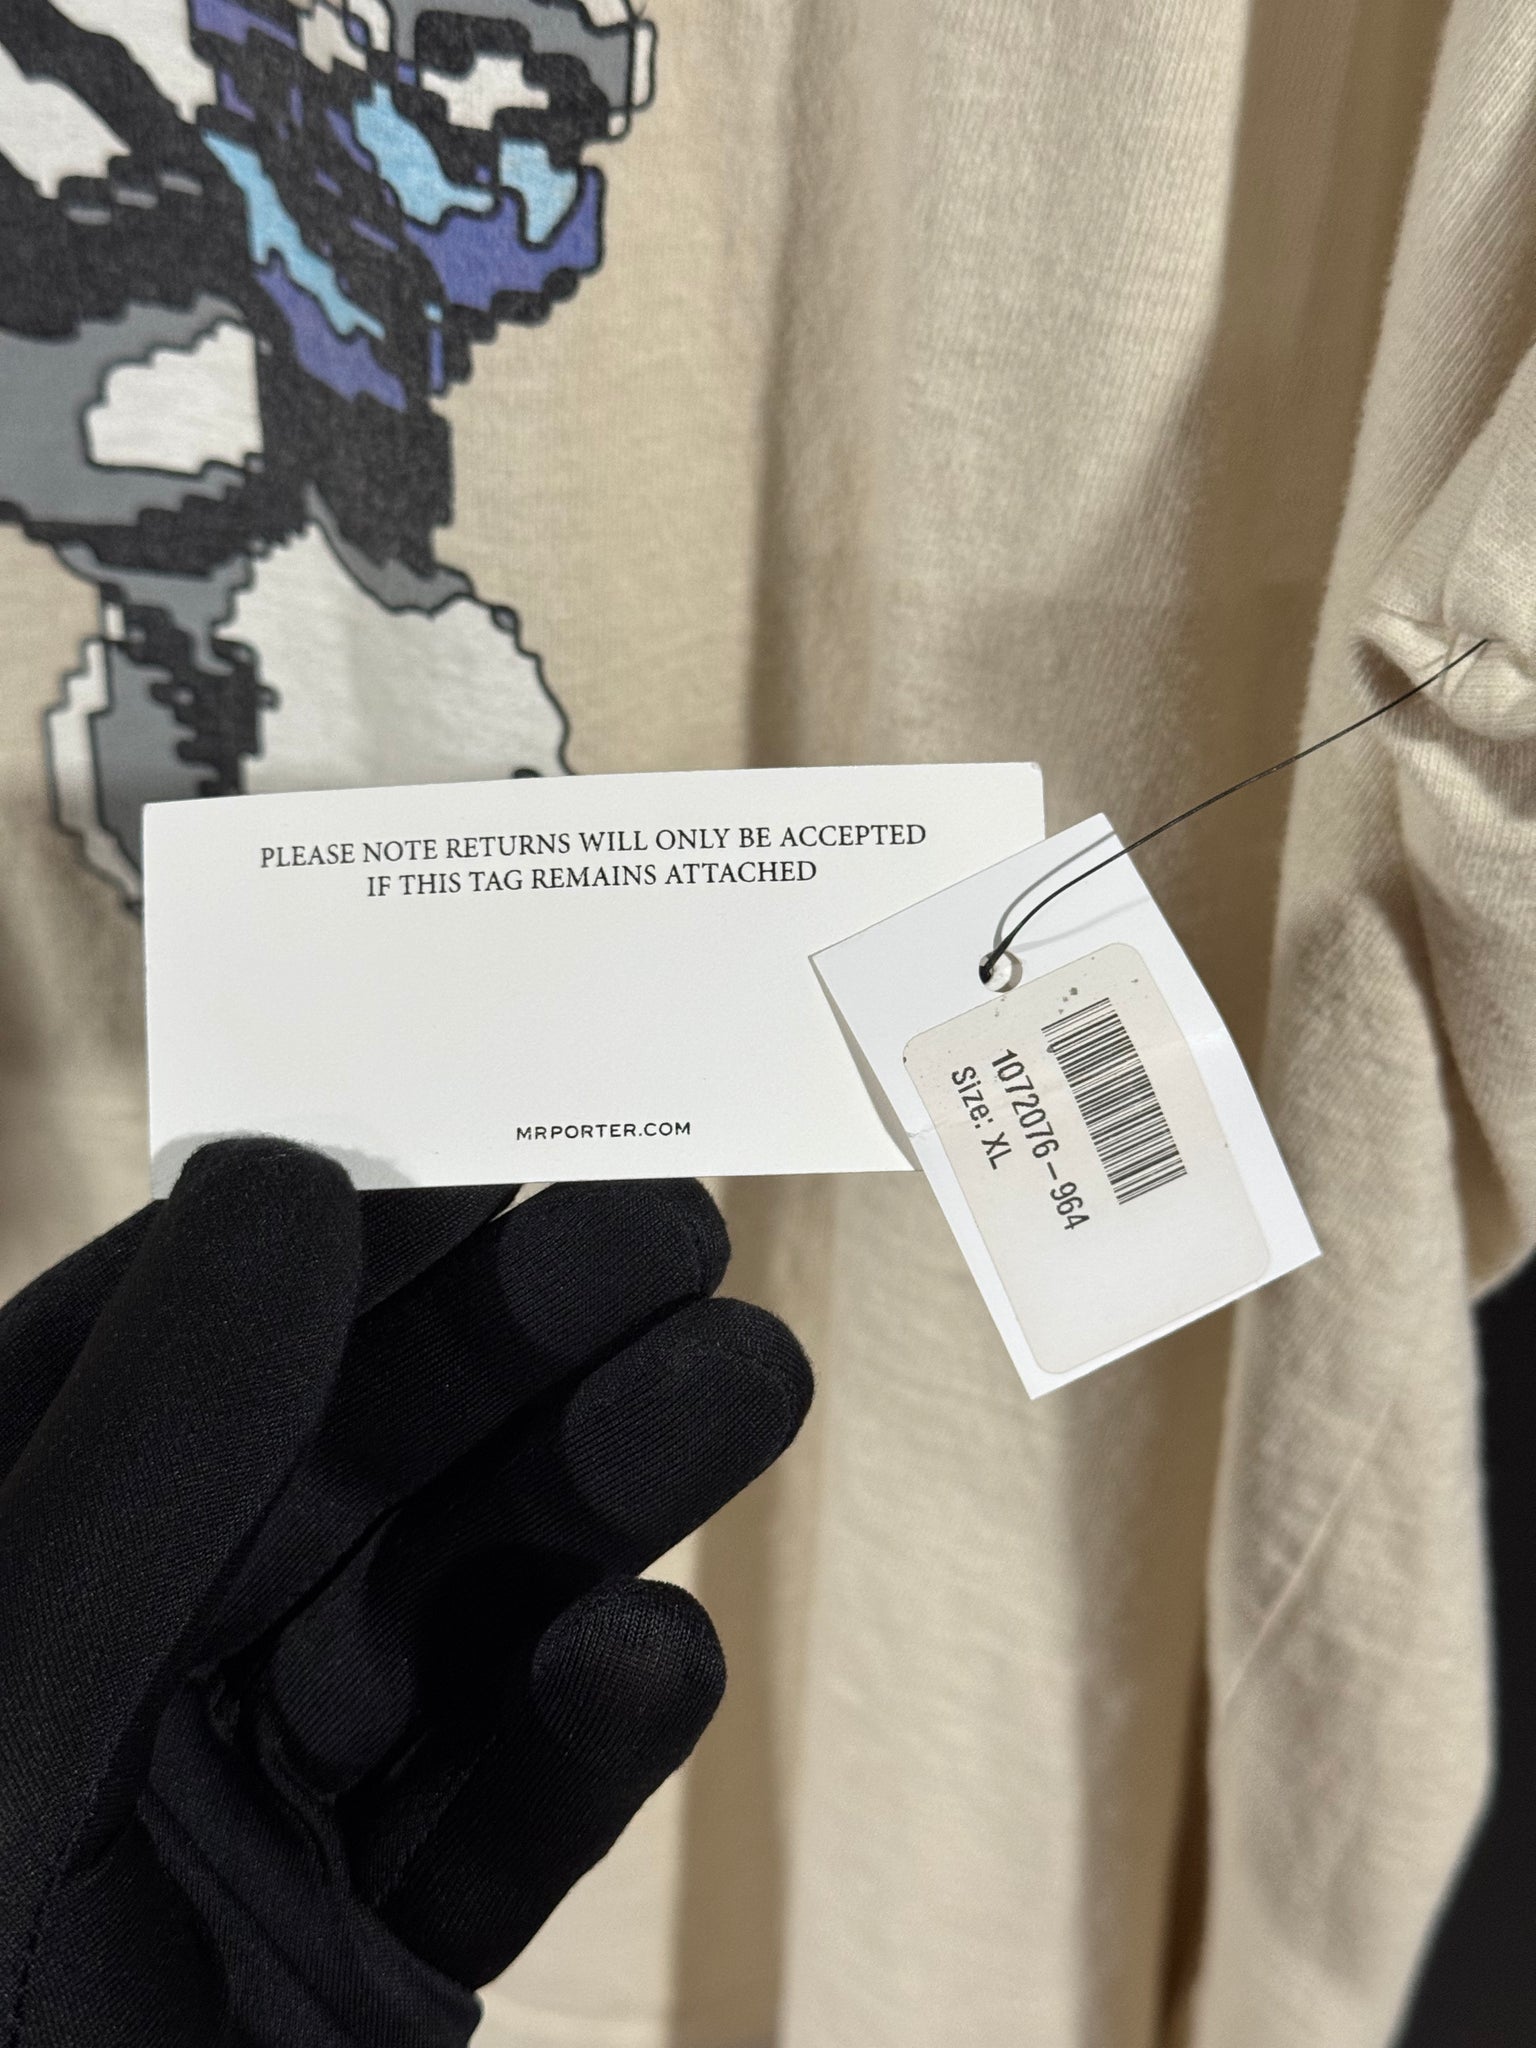 PLEASE NOTE RETURNS WILL ONLY BE ACCEPTED
IF THIS TAG REMAINS ATTACHED
MRPORTER.COM
1072076-964
Size: XL